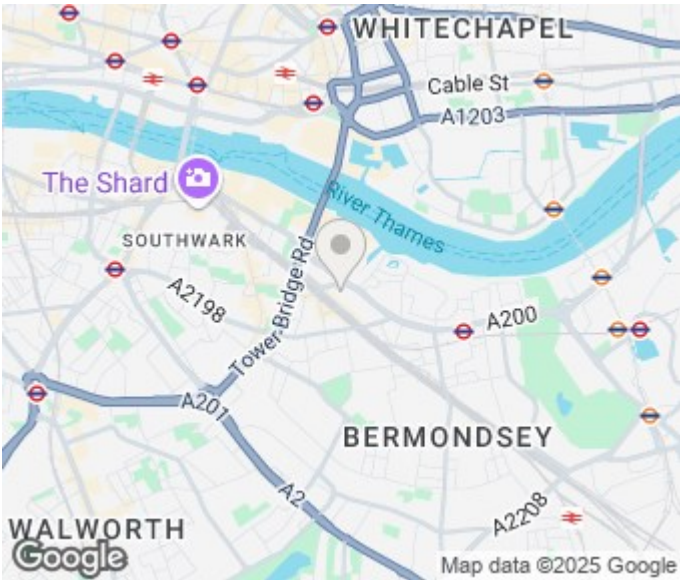 WHITECHAPEL
Cable St
A1203
The Shard
River Thames
SOUTHWARK
Tower Bridge Rd
A2198
A200
A201
BERMONDSEY
A2
A2208
WALWORTH
Google
Map data ©2025 Google